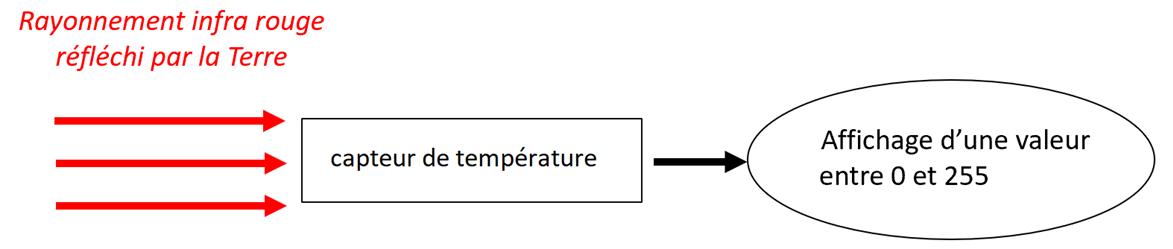 Rayonnement infra rouge
réfléchi par la Terre
capteur de température
Affichage d’une valeur
entre 0 et 255